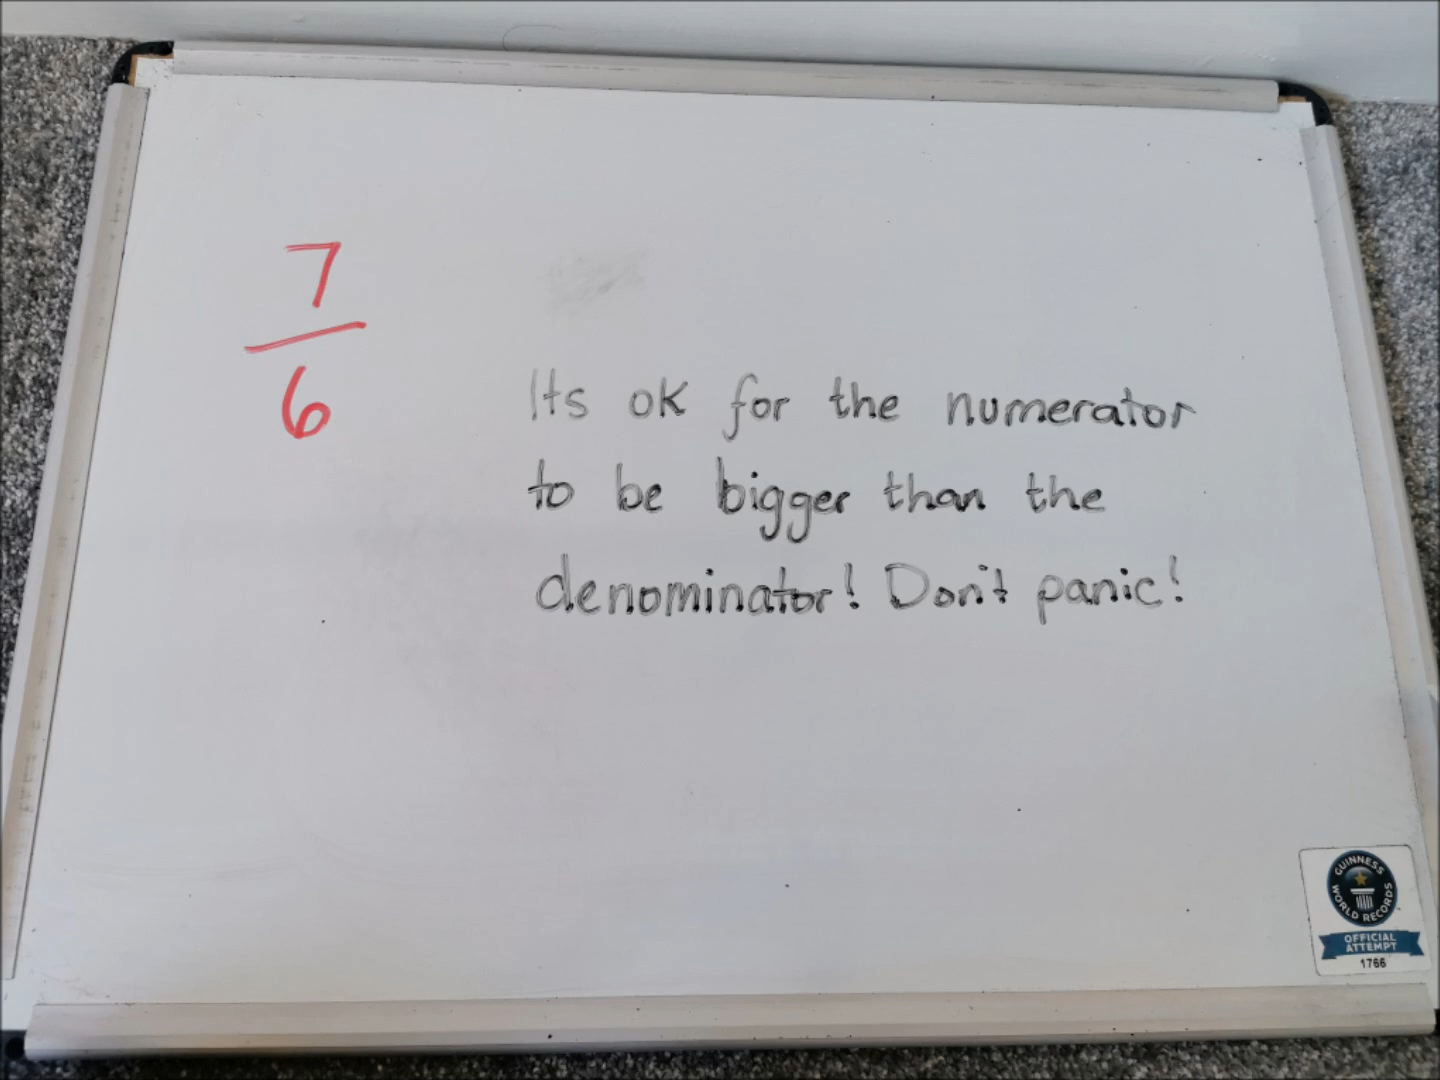 7
6
Its ok for the numerator
to be bigger than the
denominator! Don't panic!
GUINNESS
WORLD RECORDS
OFFICIAL
ATTEMPT
1766